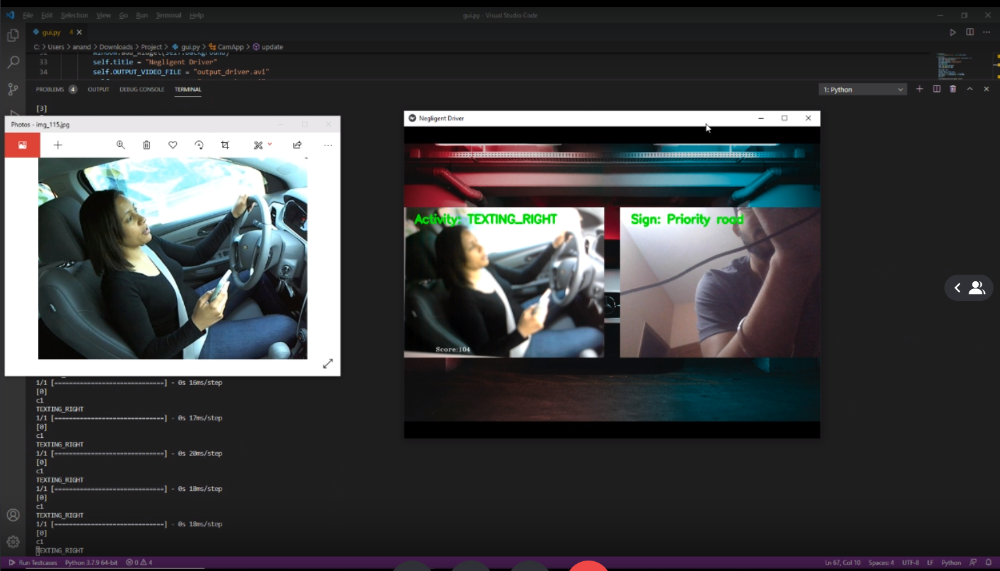 File Edit Selection View Go Run Terminal Help
gui.py - Visual Studio Code
gui.py 4
C: > Users > anand > Downloads > Project > gui.py > CamApp > update
32 window.add_widget(self.background)
33 self.title = "Negligent Driver"
34 self.OUTPUT_VIDEO_FILE = "output_driver.avi"
PROBLEMS 4 OUTPUT DEBUG CONSOLE TERMINAL
1: Python
[3]
Photos - img_115.jpg
Negligent Driver
Activity: TEXTING_RIGHT
Sign: Priority road
Score:104
1/1 [==============================] - 0s 16ms/step
[0]
c1
TEXTING_RIGHT
1/1 [==============================] - 0s 17ms/step
[0]
c1
TEXTING_RIGHT
1/1 [==============================] - 0s 20ms/step
[0]
c1
TEXTING_RIGHT
1/1 [==============================] - 0s 18ms/step
[0]
c1
TEXTING_RIGHT
1/1 [==============================] - 0s 18ms/step
[0]
c1
TEXTING_RIGHT
Run Testcases Python 3.7.9 64-bit 0 4
Ln 67, Col 10 Spaces: 4 UTF-8 LF Python